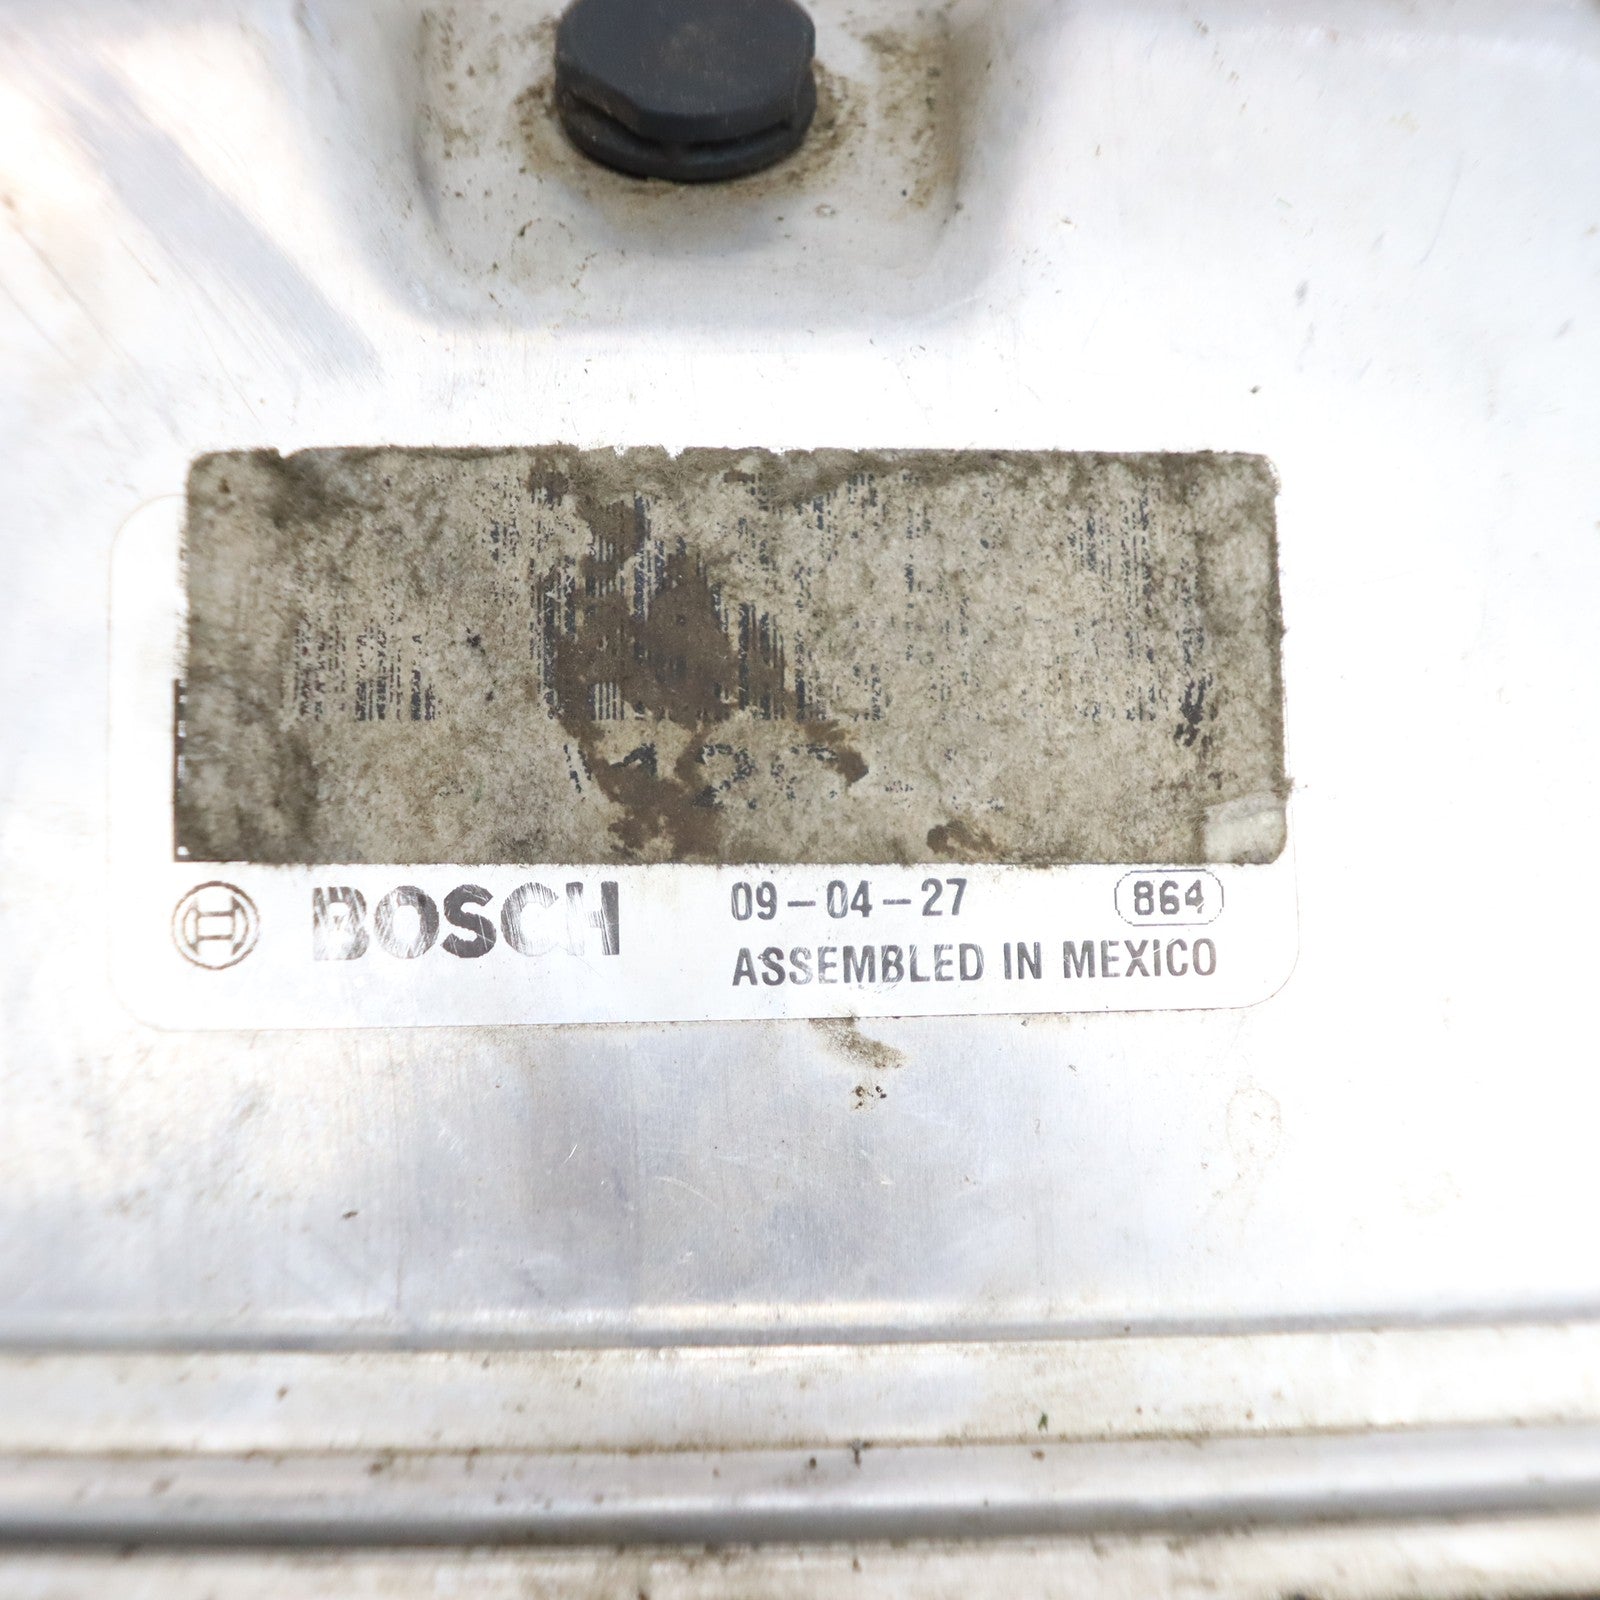 BOSCH
09-04-27
864
ASSEMBLED IN MEXICO